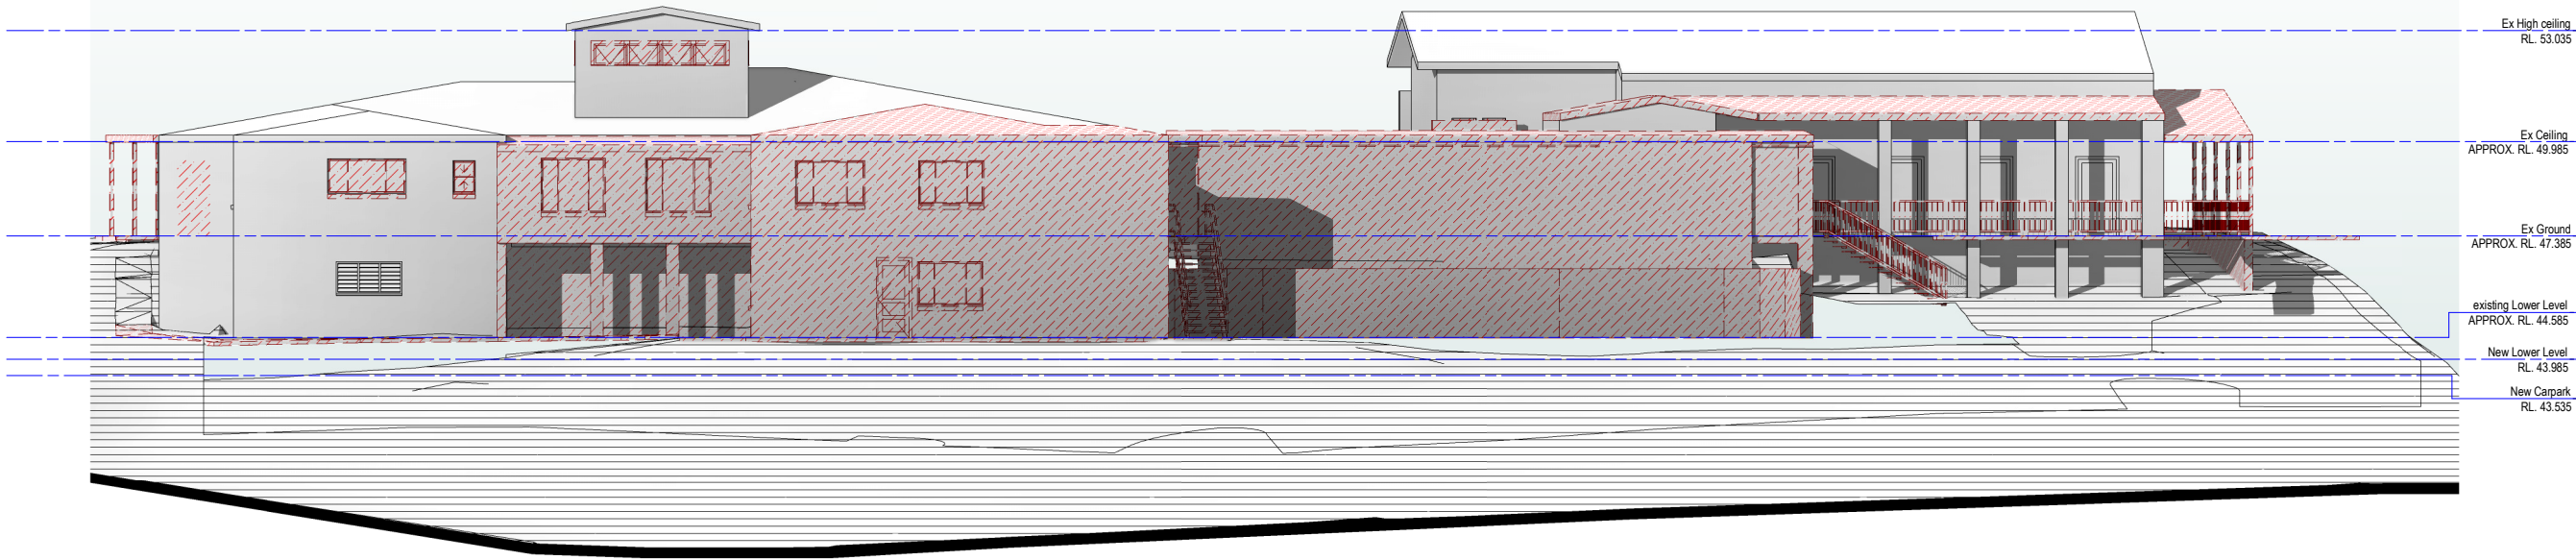 Ex High ceiling
RL. 53.035
Ex Ceiling
APPROX. RL. 49.985
Ex Ground
APPROX. RL. 47.385
existing Lower Level
APPROX. RL. 44.585
New Lower Level
RL. 43.985
New Carpark
RL. 43.535